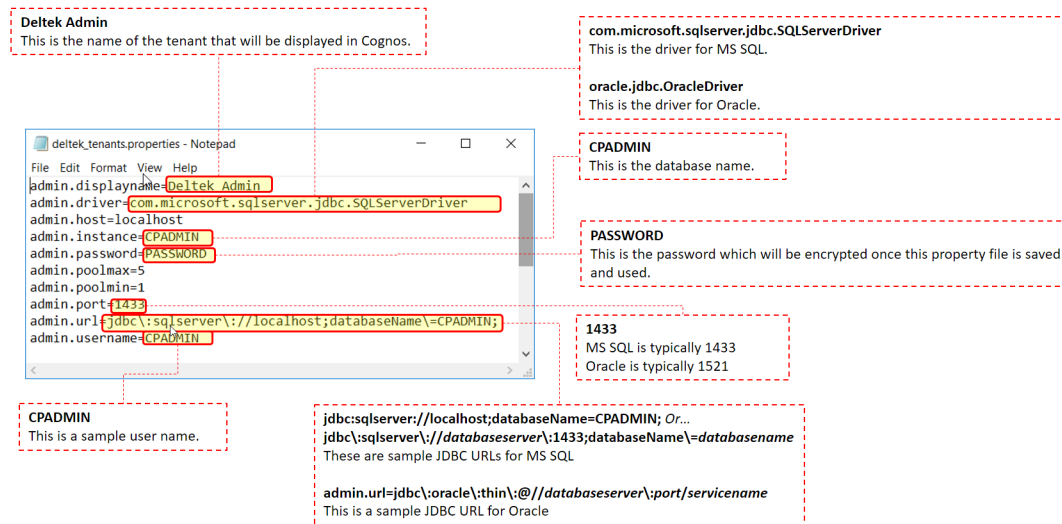 Deltek Admin
This is the name of the tenant that will be displayed in Cognos.
com.microsoft.sqlserver.jdbc.SQLServerDriver
This is the driver for MS SQL.
oracle.jdbc.OracleDriver
This is the driver for Oracle.
deltek_tenants.properties - Notepad
File Edit Format View Help
admin.displayname=Deltek Admin
admin.driver=com.microsoft.sqlserver.jdbc.SQLServerDriver
admin.host=localhost
admin.instance=CPADMIN
admin.password=PASSWORD
admin.poolmax=5
admin.poolmin=1
admin.port=1433
admin.url=jdbc\:sqlserver\://localhost;databaseName\=CPADMIN;
admin.username=CPADMIN
CPADMIN
This is the database name.
PASSWORD
This is the password which will be encrypted once this property file is saved
and used.
1433
MS SQL is typically 1433
Oracle is typically 1521
CPADMIN
This is a sample user name.
jdbc:sqlserver://localhost;databaseName=CPADMIN; Or...
jdbc\:sqlserver\://databaseserver\:1433;databaseName\=databasename
These are sample JDBC URLs for MS SQL
admin.url=jdbc\:oracle\:thin\:@//databaseserver\:port/servicename
This is a sample JDBC URL for Oracle